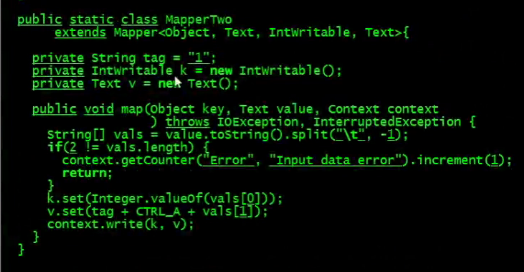 public static class MapperTwo
extends Mapper<Object, Text, IntWritable, Text>{
private String tag = "1";
private IntWritable k = new IntWritable();
private Text v = new Text();
public void map(Object key, Text value, Context context
) throws IOException, InterruptedException {
String[] vals = value.toString().split("\t", -1);
if(2 != vals.length) {
context.getCounter("Error", "Input data error").increment(1);
return;
}
k.set(Integer.valueOf(vals[0]));
v.set(tag + CTRL_A + vals[1]);
context.write(k, v);
}
}